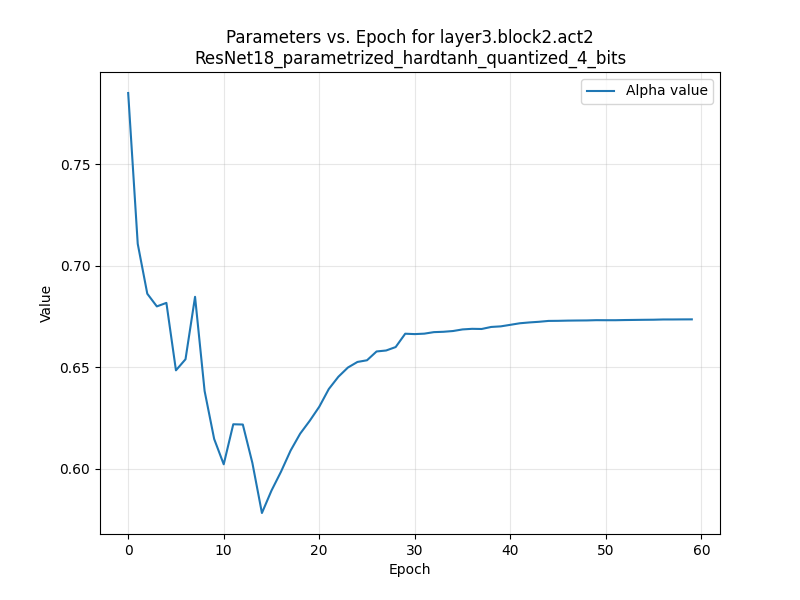 Parameters vs. Epoch for layer3.block2.act2
ResNet18_parametrized_hardtanh_quantized_4_bits
Alpha value
0.75
0.70
0.65
0.60
Value
0 10 20 30 40 50 60
Epoch